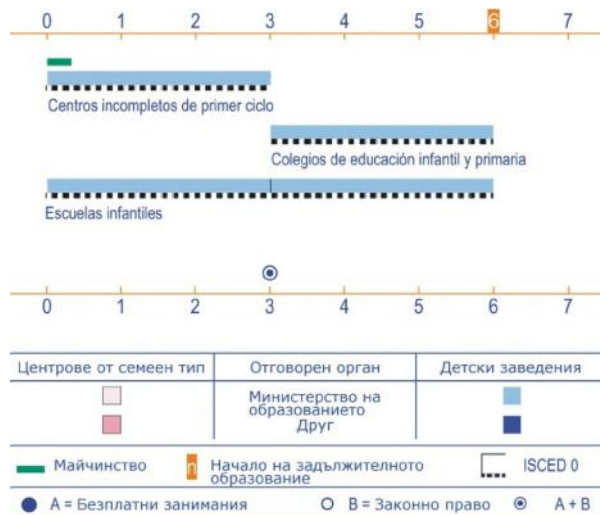 0 1 2 3 4 5 6 7
Centros incompletos de primer ciclo
Colegios de educación infantil y primaria
Escuelas infantiles
0 1 2 3 4 5 6 7
Центрове от семеен тип Отговорен орган Детски заведения
Министерство на
образованието
Друг
Майчинство n Начало на задължителното
образование ISCED 0
A = Безплатни занимания B = Законно право A + B